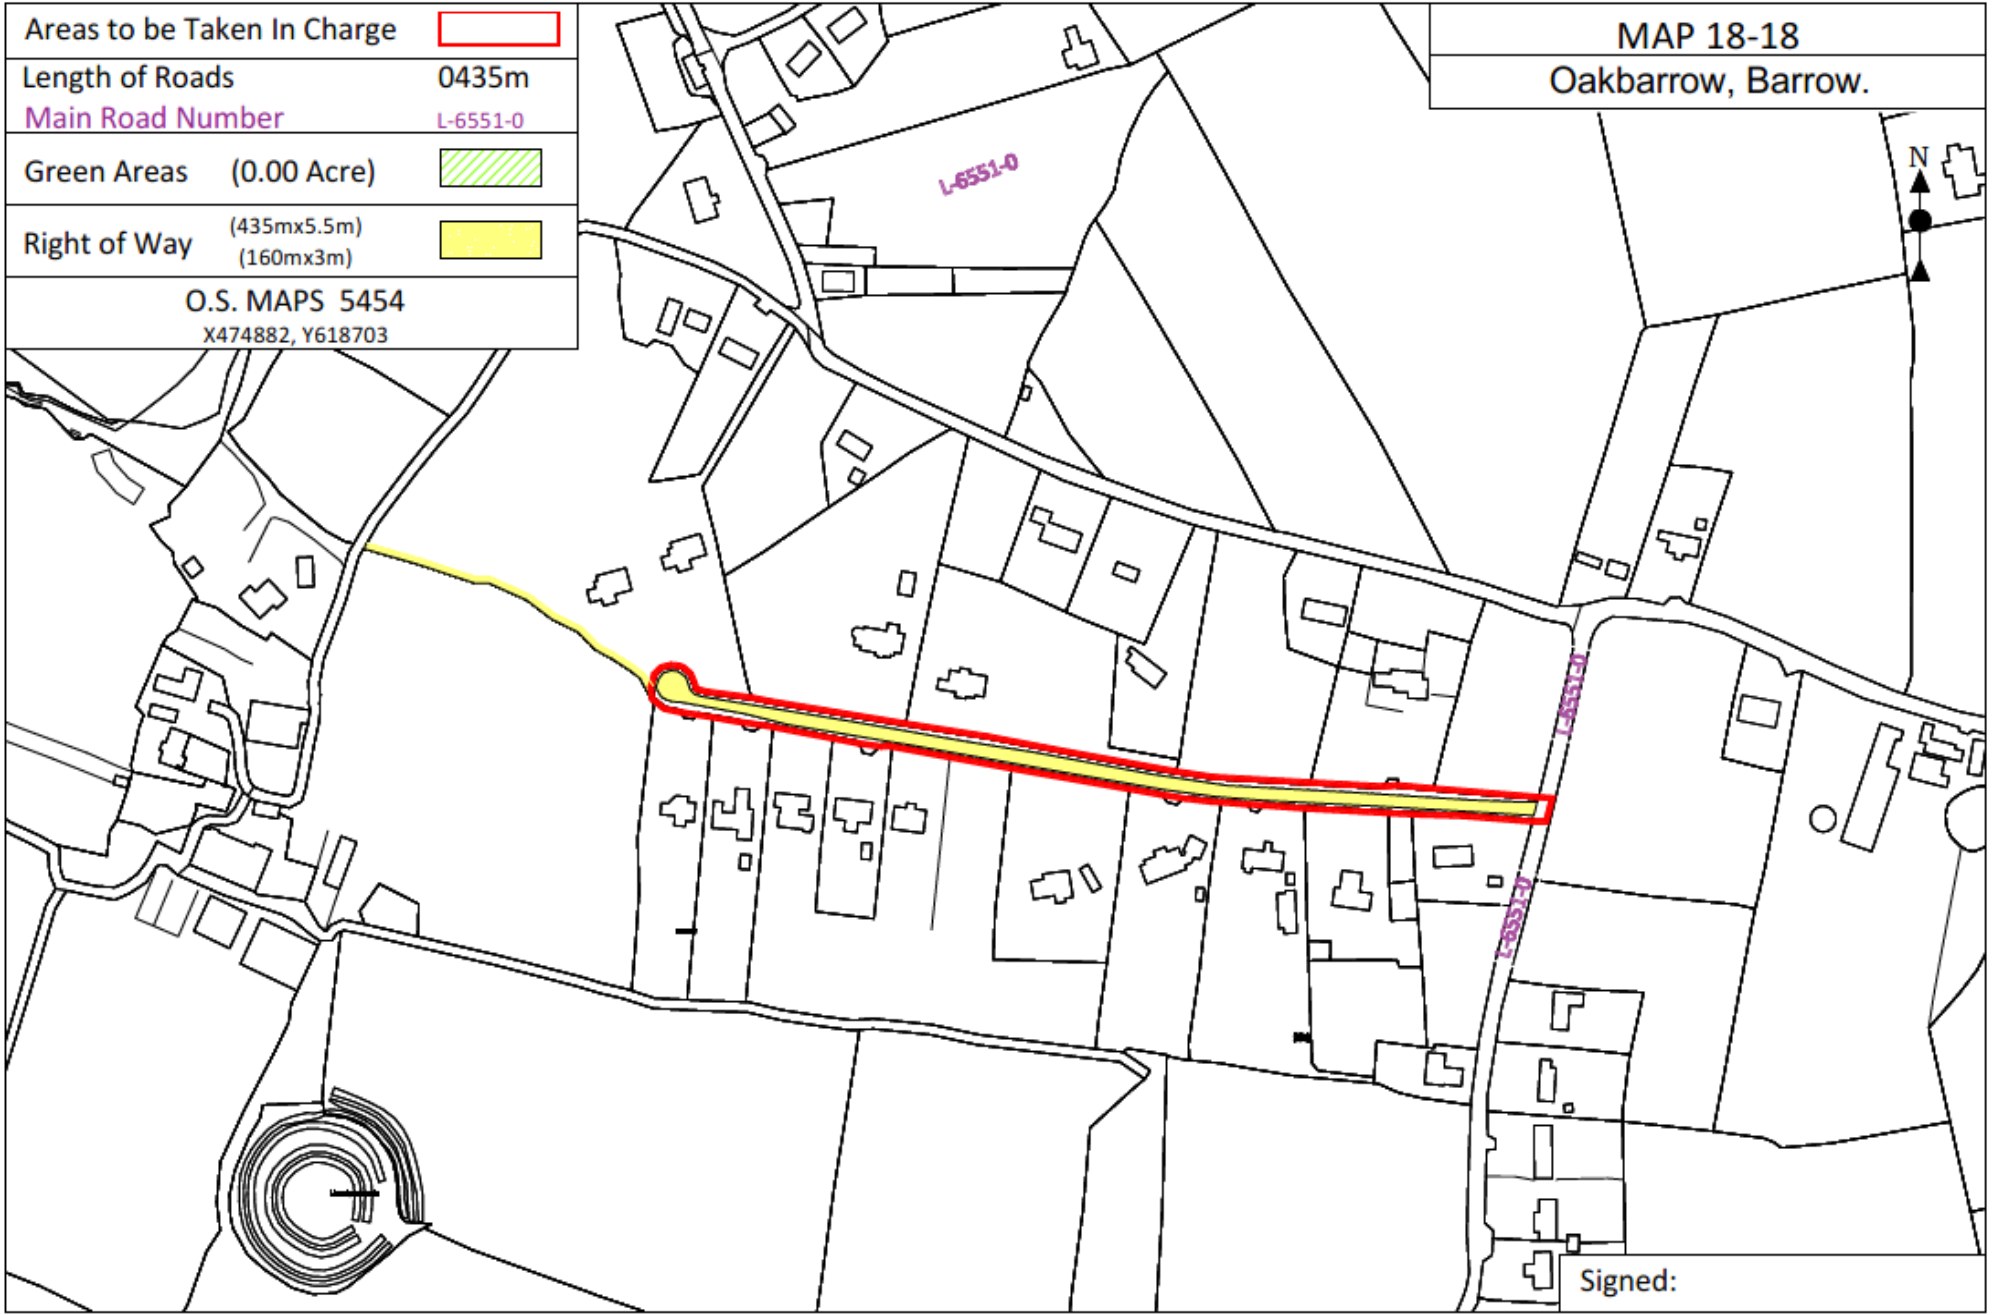 Areas to be Taken In Charge
Length of Roads 0435m
Main Road Number L-6551-0
Green Areas (0.00 Acre)
Right of Way (435mx5.5m)
(160mx3m)
O.S. MAPS 5454
X474882, Y618703
MAP 18-18
Oakbarrow, Barrow.
N
L-6551-0
L-6551-0
L-6551-0
Signed: